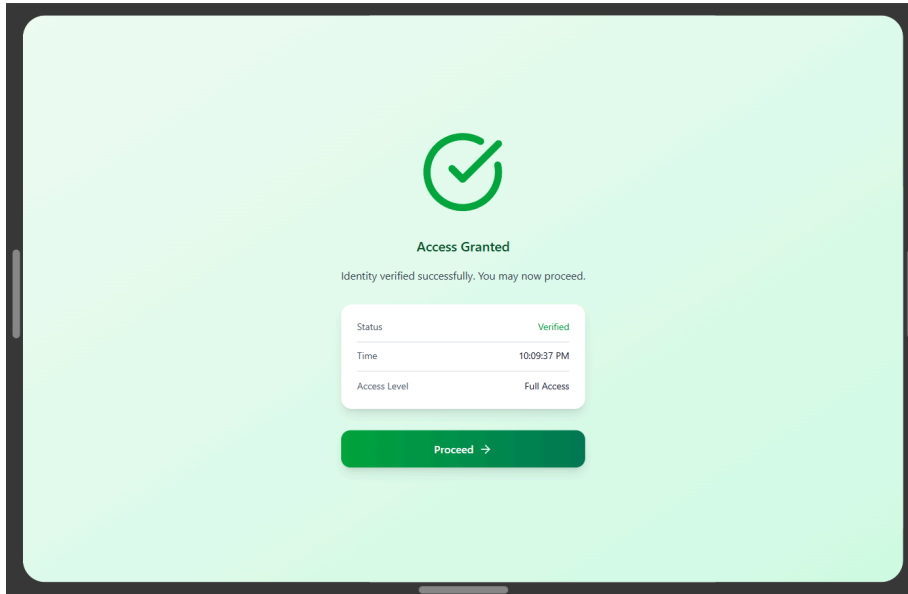 Access Granted
Identity verified successfully. You may now proceed.
Status Verified
Time 10:09:37 PM
Access Level Full Access
Proceed →